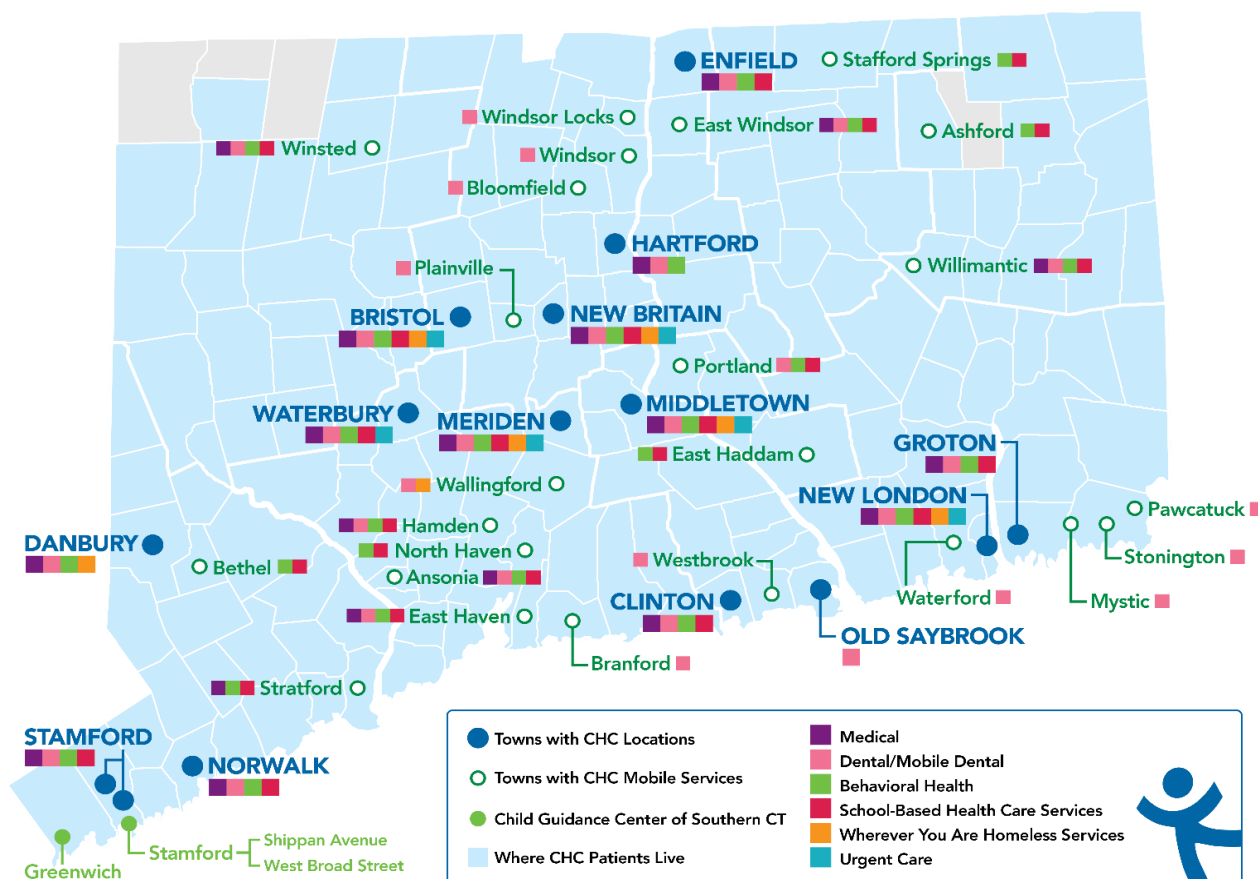 ENFIELD
Stafford Springs
Windsor Locks
East Windsor
Ashford
Winsted
Windsor
Bloomfield
HARTFORD
Plainville
Willimantic
BRISTOL
NEW BRITAIN
Portland
WATERBURY
MERIDEN
MIDDLETOWN
GROTON
East Haddam
Wallingford
NEW LONDON
Pawcatuck
Hamden
DANBURY
North Haven
Bethel
Ansonia
Westbrook
Stonington
Waterford
Mystic
East Haven
CLINTON
OLD SAYBROOK
Branford
Stratford
STAMFORD
NORWALK
Shippan Avenue
Stamford
West Broad Street
Greenwich
Towns with CHC Locations
Towns with CHC Mobile Services
Child Guidance Center of Southern CT
Where CHC Patients Live
Medical
Dental/Mobile Dental
Behavioral Health
School-Based Health Care Services
Wherever You Are Homeless Services
Urgent Care